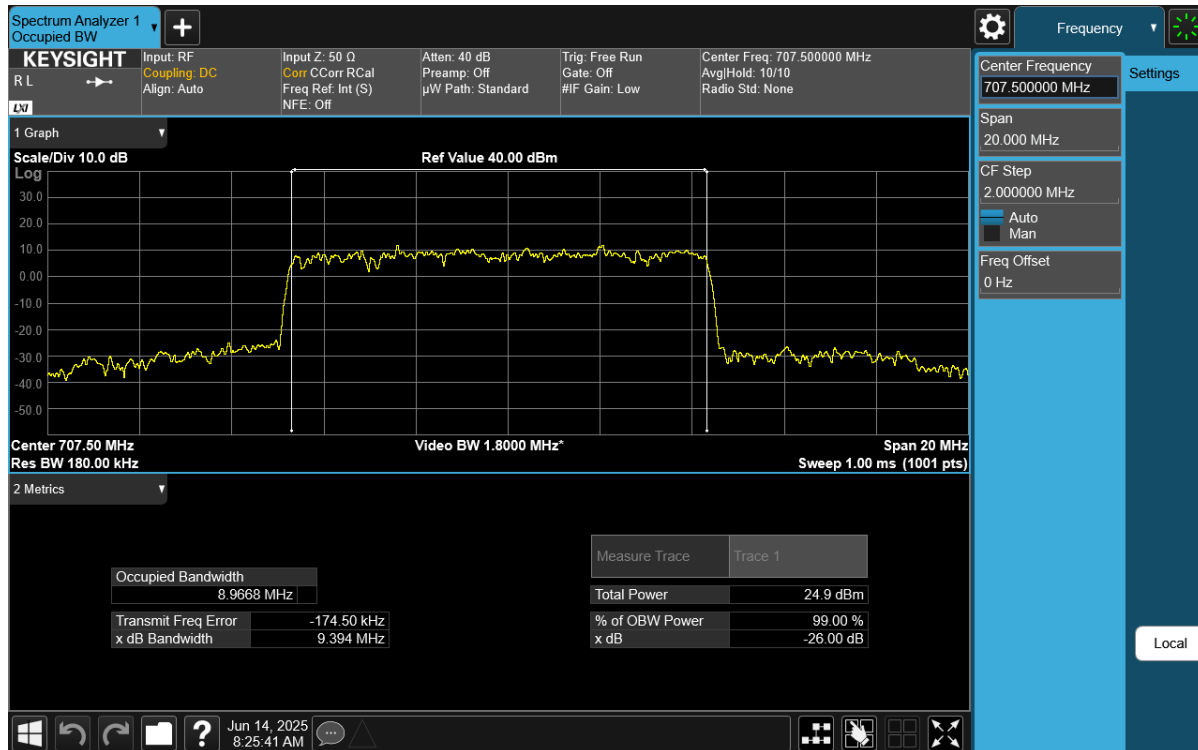 Spectrum Analyzer 1
Occupied BW
Frequency
KEYSIGHT
R L
LXI
Input: RF
Coupling: DC
Align: Auto
Input Z: 50 Ω
Corr CCorr RCal
Freq Ref: Int (S)
NFE: Off
Atten: 40 dB
Preamp: Off
µW Path: Standard
Trig: Free Run
Gate: Off
#IF Gain: Low
Center Freq: 707.500000 MHz
Avg|Hold: 10/10
Radio Std: None
Center Frequency
707.500000 MHz
Settings
Span
20.000 MHz
CF Step
2.000000 MHz
Auto
Man
Freq Offset
0 Hz
Local
1 Graph
Scale/Div 10.0 dB
Ref Value 40.00 dBm
Log
30.0
20.0
10.0
0.00
-10.0
-20.0
-30.0
-40.0
-50.0
Center 707.50 MHz
Video BW 1.8000 MHz*
Span 20 MHz
Res BW 180.00 kHz
Sweep 1.00 ms (1001 pts)
2 Metrics
Measure Trace
Trace 1
Occupied Bandwidth
8.9668 MHz
Total Power
24.9 dBm
Transmit Freq Error
-174.50 kHz
% of OBW Power
99.00 %
x dB Bandwidth
9.394 MHz
x dB
-26.00 dB
?
Jun 14, 2025
8:25:41 AM